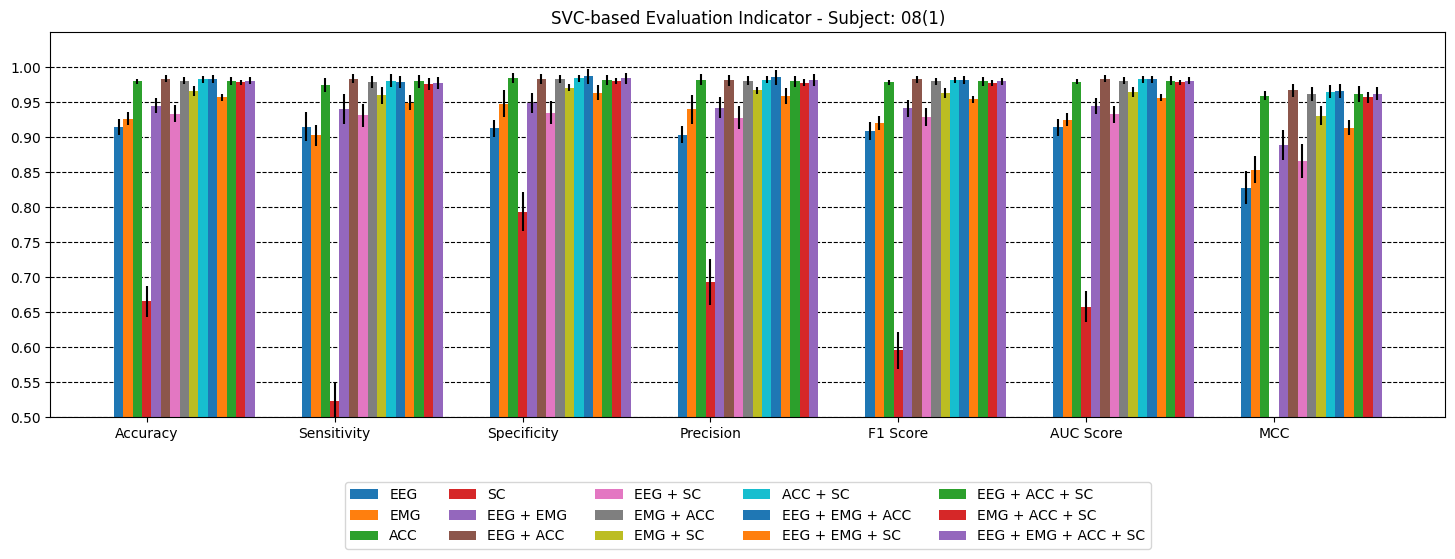 SVC-based Evaluation Indicator - Subject: 08(1)
1.00
0.95
0.90
0.85
0.80
0.75
0.70
0.65
0.60
0.55
0.50
Accuracy Sensitivity Specificity Precision F1 Score AUC Score MCC
EEG SC EEG + SC ACC + SC EEG + ACC + SC
EMG EEG + EMG EMG + ACC EEG + EMG + ACC EMG + ACC + SC
ACC EEG + ACC EMG + SC EEG + EMG + SC EEG + EMG + ACC + SC